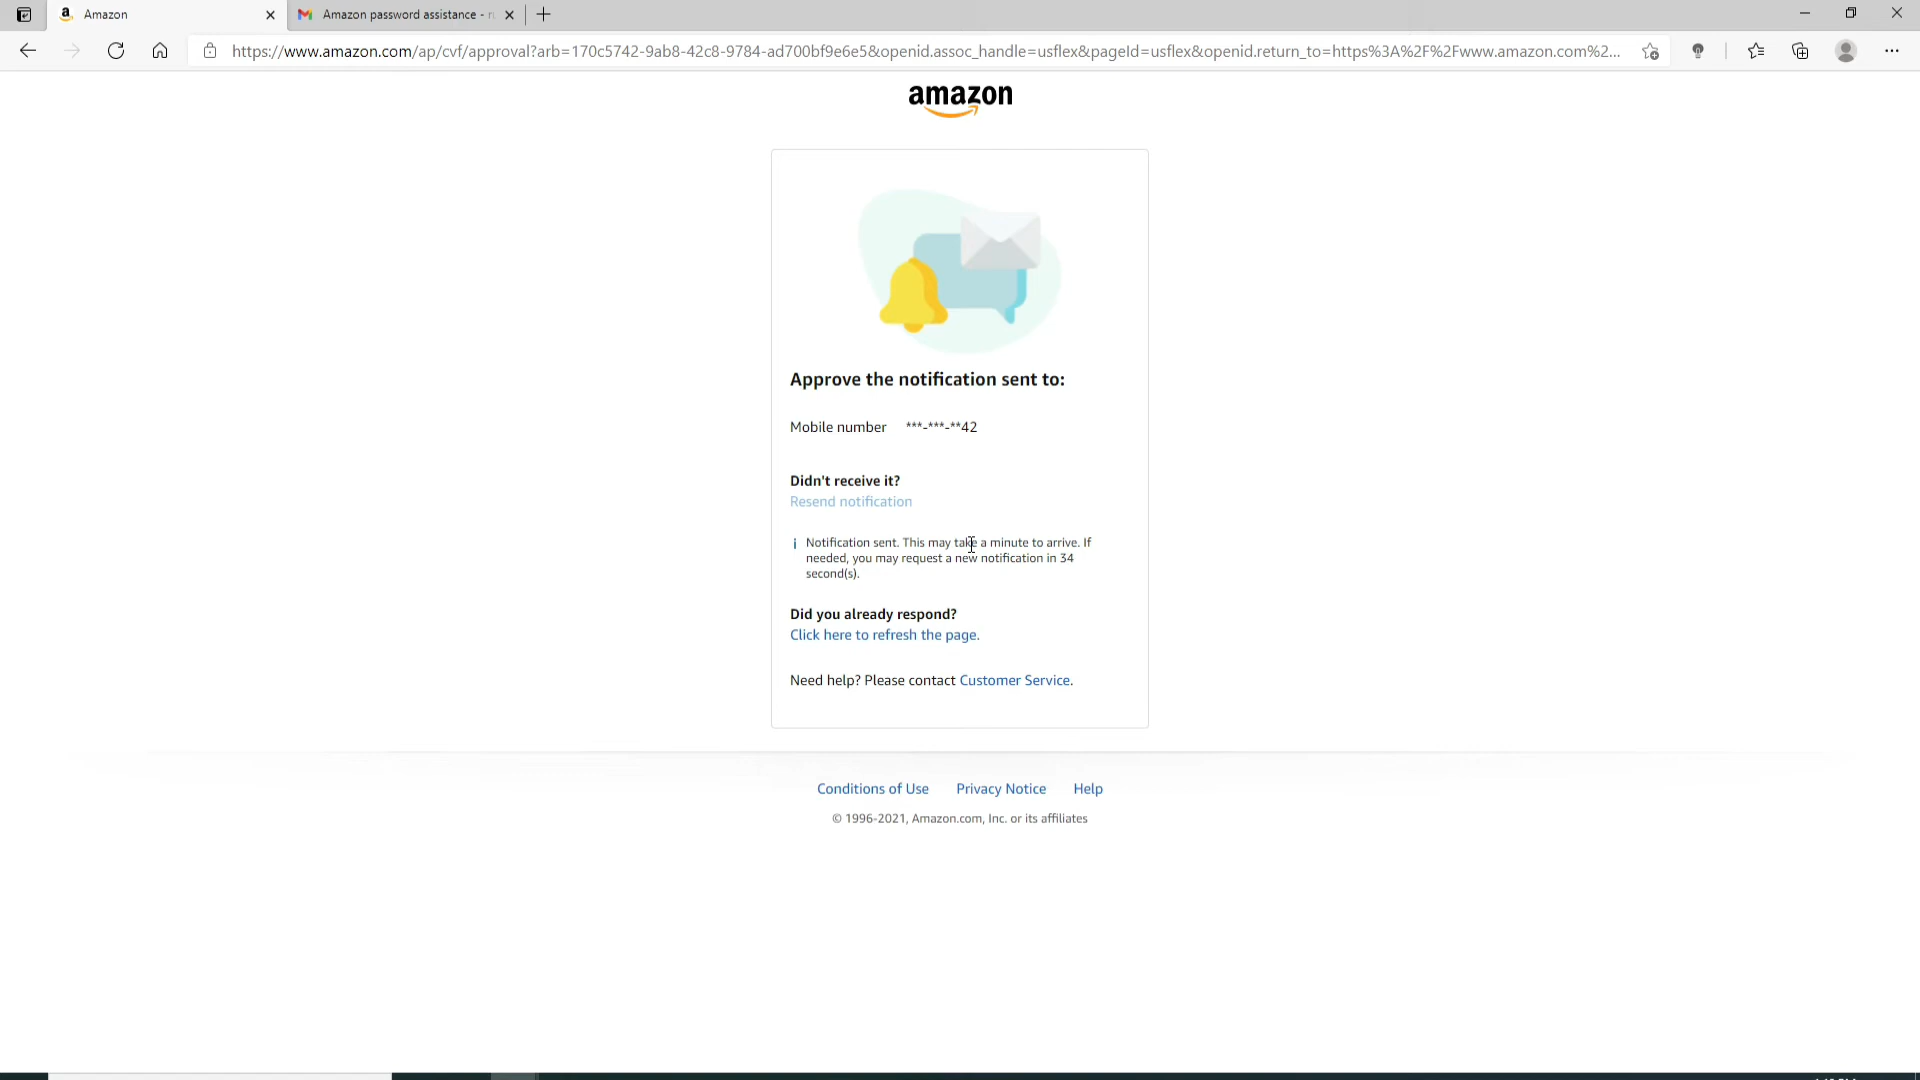 Amazon
Amazon password assistance - r
https://www.amazon.com/ap/cvf/approval?arb=170c5742-9ab8-42c8-9784-ad700bf9e6e5&openid.assoc_handle=usflex&pageId=usflex&openid.return_to=https%3A%2F%2Fwww.amazon.com%2...
amazon
Approve the notification sent to:
Mobile number ***-***-**42
Didn't receive it?
Resend notification
i Notification sent. This may take a minute to arrive. If
needed, you may request a new notification in 34
second(s).
Did you already respond?
Click here to refresh the page.
Need help? Please contact Customer Service.
Conditions of Use Privacy Notice Help
© 1996-2021, Amazon.com, Inc. or its affiliates